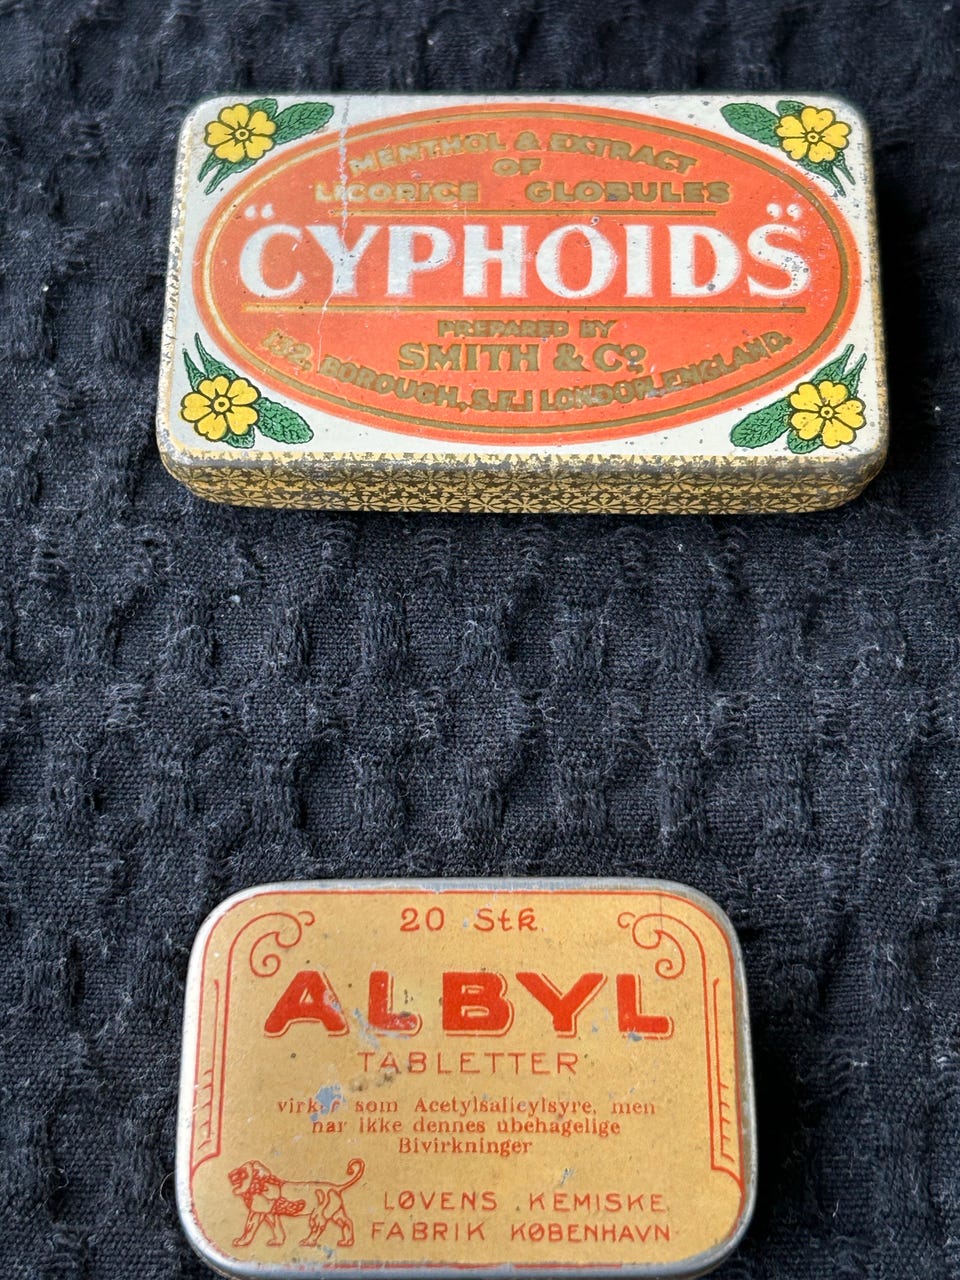 MENTHOL & EXTRACT
OF
LICORICE GLOBULES
"CYPHOIDS"
PREPARED BY
SMITH & Co
BOROUGH, S.E.1 LONDON, ENGLAND.
20 Stk
ALBYL
TABLETTER
som Acetylsalicylsyre, men
har ikke dennes ubehagelige
Bivirkninger
LØVENS KEMISKE
FABRIK KØBENHAVN